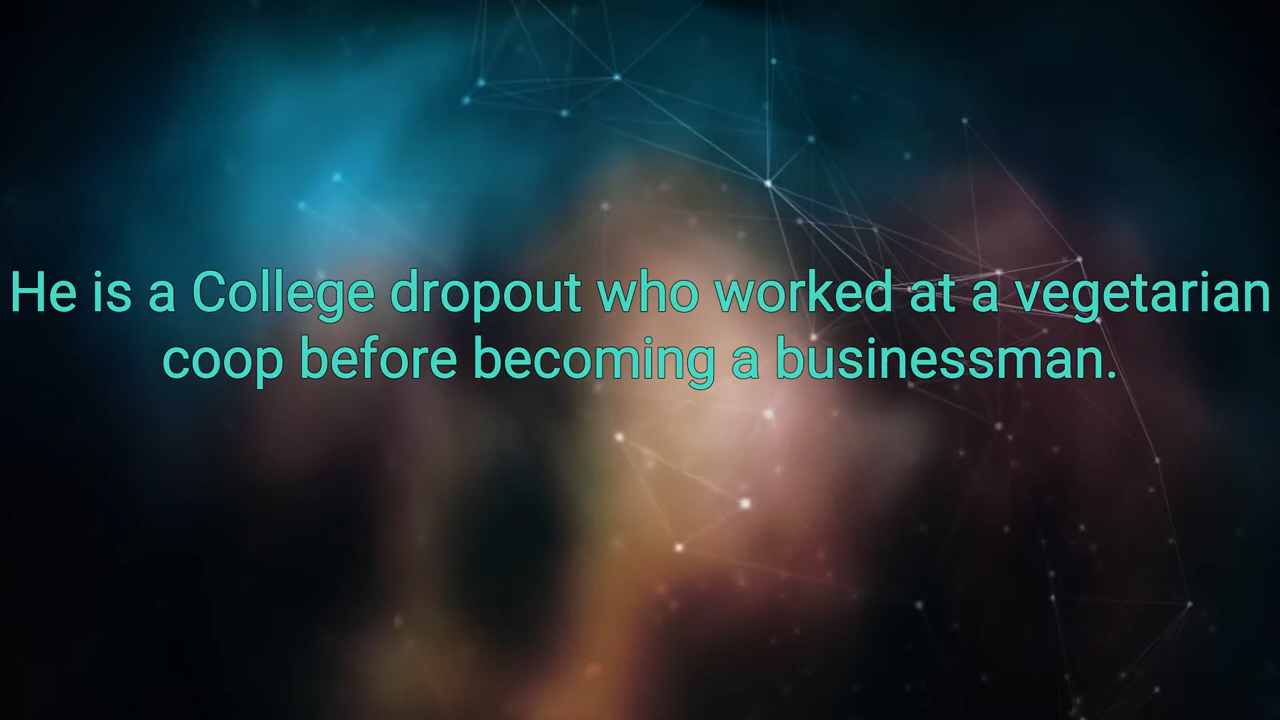 He is a College dropout who worked at a vegetarian
coop before becoming a businessman.